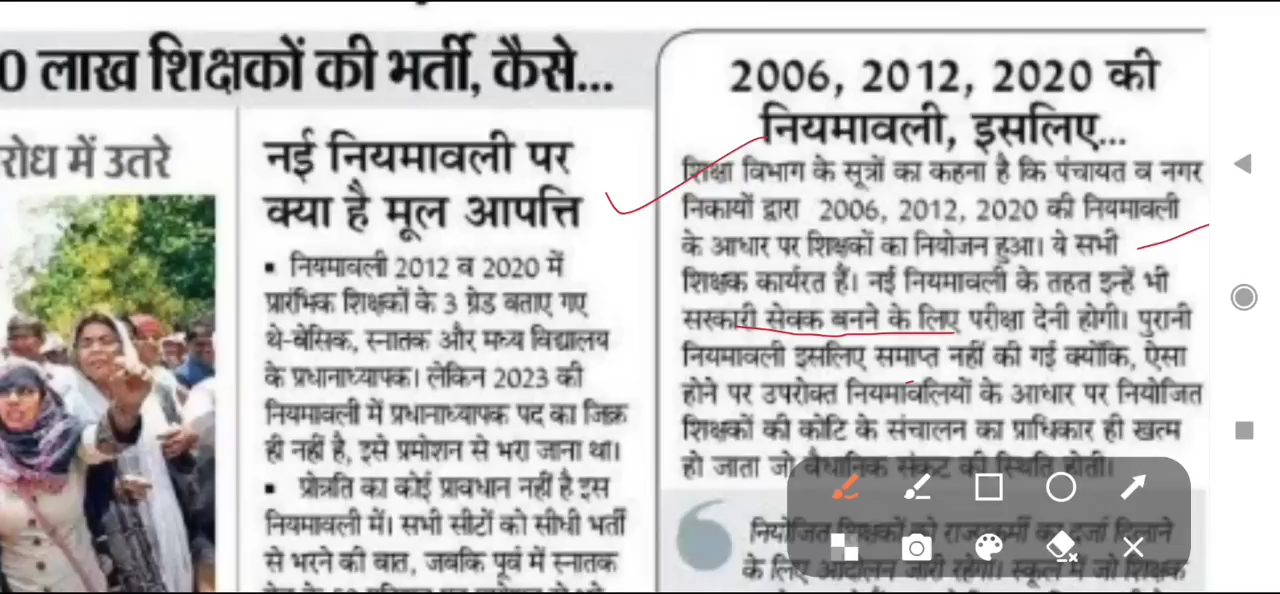 0 लाख शिक्षकों की भर्ती, कैसे...
रोध में उतरे
नई नियमावली पर
क्या है मूल आपत्ति
▪ नियमावली 2012 व 2020 में
प्रारंभिक शिक्षकों के 3 ग्रेड बताए गए
थे-बेसिक, स्नातक और मध्य विद्यालय
के प्रधानाध्यापक। लेकिन 2023 की
नियमावली में प्रधानाध्यापक पद का जिक्र
ही नहीं है, इसे प्रमोशन से भरा जाना था।
▪ प्रोन्नति का कोई प्रावधान नहीं है इस
नियमावली में। सभी सीटों को सीधी भर्ती
से भरने की बात, जबकि पूर्व में स्नातक
2006, 2012, 2020 की
नियमावली, इसलिए...
शिक्षा विभाग के सूत्रों का कहना है कि पंचायत व नगर
निकायों द्वारा 2006, 2012, 2020 की नियमावली
के आधार पर शिक्षकों का नियोजन हुआ। ये सभी
शिक्षक कार्यरत हैं। नई नियमावली के तहत इन्हें भी
सरकारी सेवक बनने के लिए परीक्षा देनी होगी। पुरानी
नियमावली इसलिए समाप्त नहीं की गई क्योंकि, ऐसा
होने पर उपरोक्त नियमावलियों के आधार पर नियोजित
शिक्षकों की कोटि के संचालन का प्राधिकार ही खत्म
हो जाता जो वैधानिक संकट की स्थिति होती।
नियोजित शिक्षकों को राज्यकर्मी का दर्जा दिलाने
के लिए आंदोलन जारी रहेगा। स्कूल में जो शिक्षक